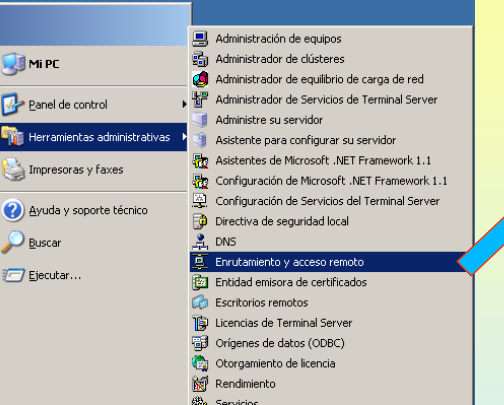 Mi PC
Panel de control
Herramientas administrativas
Impresoras y faxes
Ayuda y soporte técnico
Buscar
Ejecutar...
Administración de equipos
Administrador de clústeres
Administrador de equilibrio de carga de red
Administrador de Servicios de Terminal Server
Administre su servidor
Asistente para configurar su servidor
Asistentes de Microsoft .NET Framework 1.1
Configuración de Microsoft .NET Framework 1.1
Configuración de Servicios del Terminal Server
Directiva de seguridad local
DNS
Enrutamiento y acceso remoto
Entidad emisora de certificados
Escritorios remotos
Licencias de Terminal Server
Orígenes de datos (ODBC)
Otorgamiento de licencia
Rendimiento
Servicios